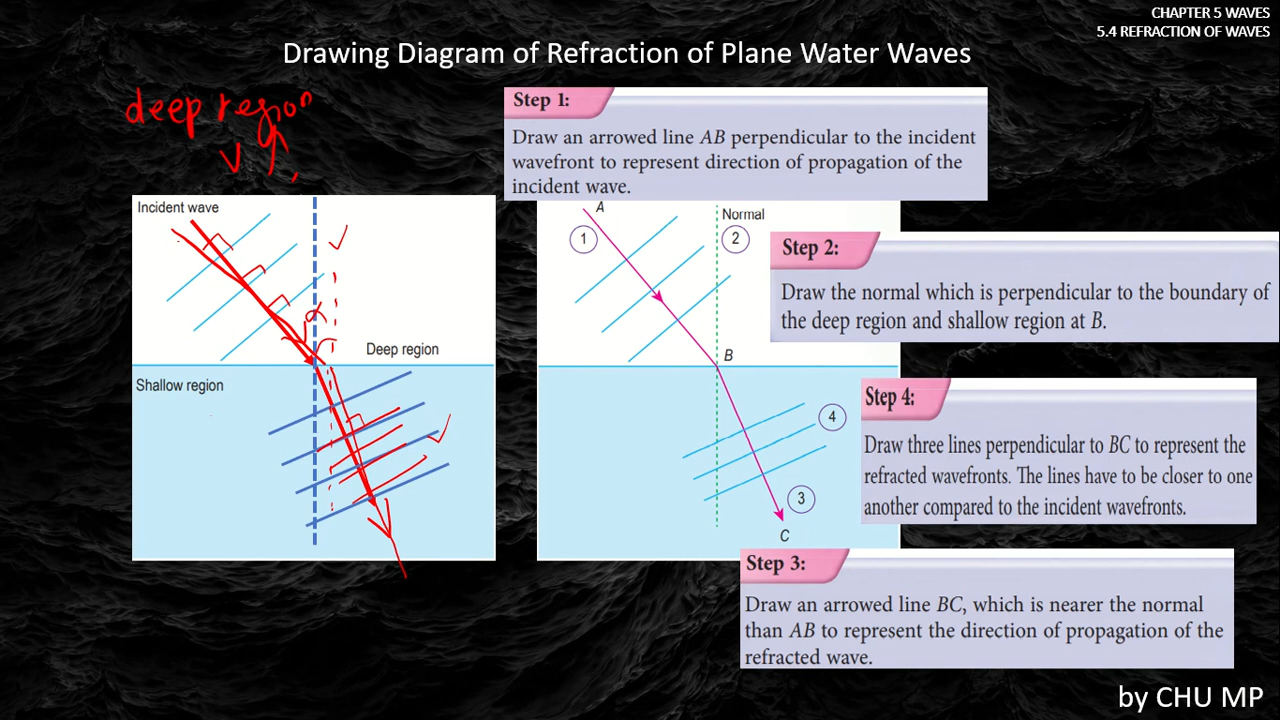 CHAPTER 5 WAVES
5.4 REFRACTION OF WAVES
Drawing Diagram of Refraction of Plane Water Waves
deep region
v ↑
Incident wave
Deep region
Shallow region
Step 1:
Draw an arrowed line AB perpendicular to the incident
wavefront to represent direction of propagation of the
incident wave.
A
1
Normal
2
B
4
3
C
Step 2:
Draw the normal which is perpendicular to the boundary of
the deep region and shallow region at B.
Step 4:
Draw three lines perpendicular to BC to represent the
refracted wavefronts. The lines have to be closer to one
another compared to the incident wavefronts.
Step 3:
Draw an arrowed line BC, which is nearer the normal
than AB to represent the direction of propagation of the
refracted wave.
by CHU MP